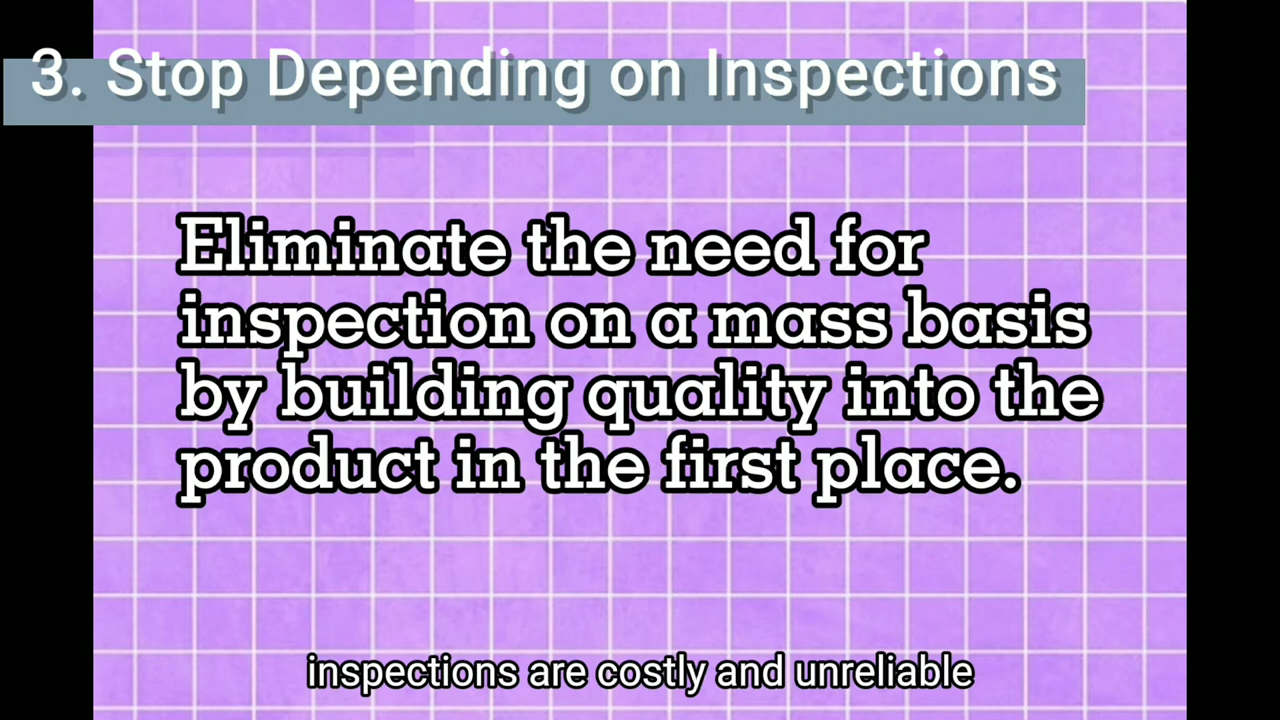 3. Stop Depending on Inspections
Eliminate the need for
inspection on a mass basis
by building quality into the
product in the first place.
inspections are costly and unreliable